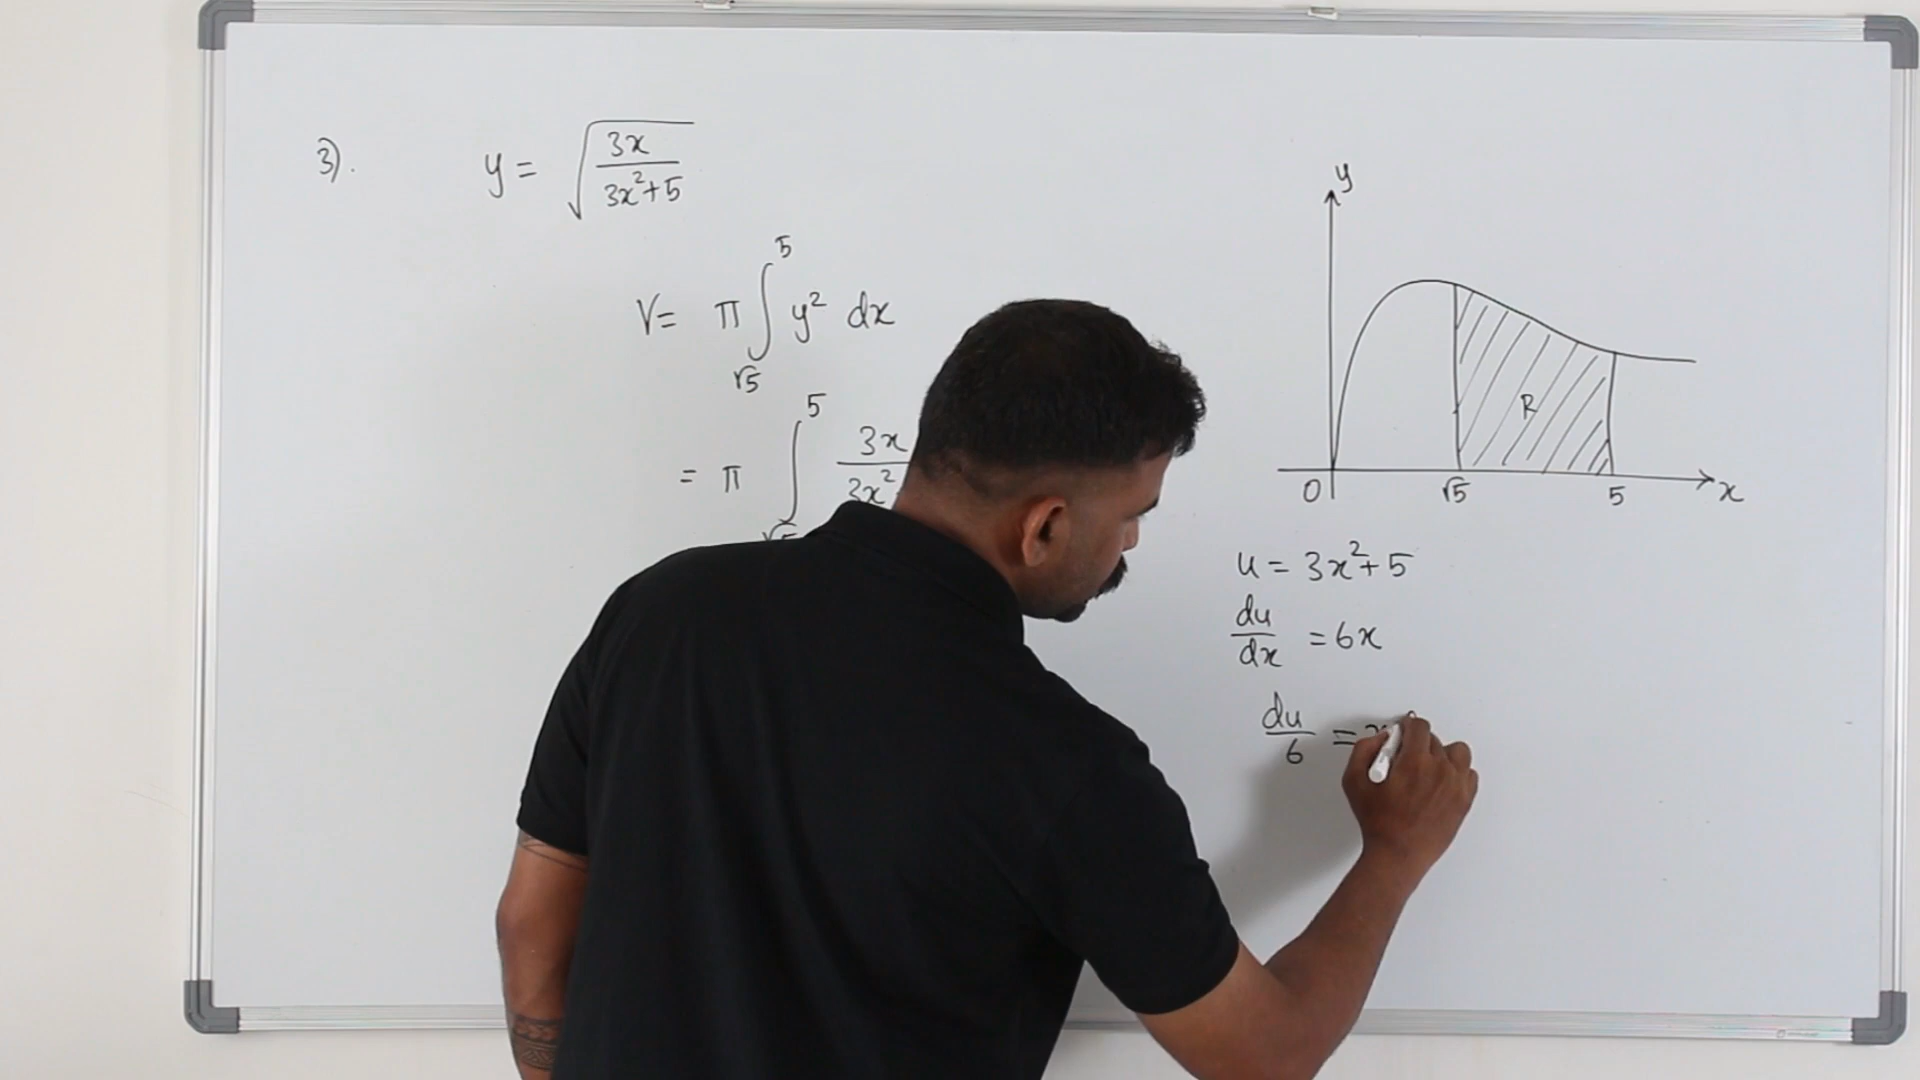 3). y = √(3x/(3x²+5))
V = π ∫_{√5}^{5} y² dx
= π ∫_{√5}^{5} 3x/3x²
y
R
0 √5 5 x
u = 3x²+5
du/dx = 6x
du/6 =